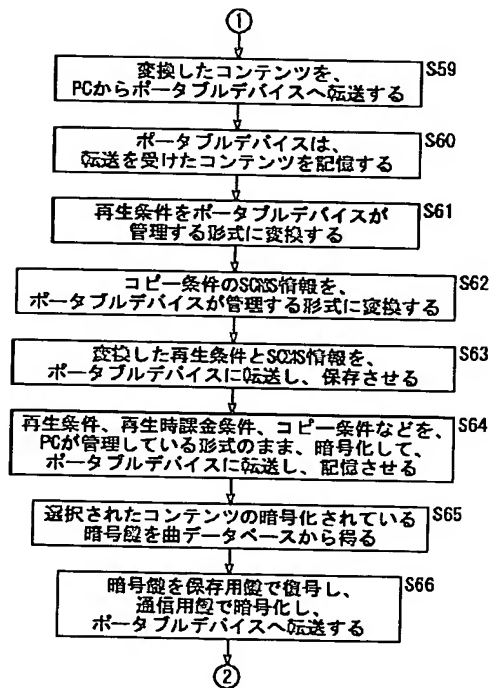 ①
変換したコンテンツを、
PCからポータブルデバイスへ転送する
S59
ポータブルデバイスは、
転送を受けたコンテンツを記憶する
S60
再生条件をポータブルデバイスが
管理する形式に変換する
S61
コピー条件のSCMS情報を、
ポータブルデバイスが管理する形式に変換する
S62
変換した再生条件とSCMS情報を、
ポータブルデバイスに転送し、保存させる
S63
再生条件、再生時課金条件、コピー条件などを、
PCが管理している形式のまま、暗号化して、
ポータブルデバイスに転送し、記憶させる
S64
選択されたコンテンツの暗号化されている
暗号鍵を曲データベースから得る
S65
暗号鍵を保存用鍵で復号し、
通信用鍵で暗号化し、
ポータブルデバイスへ転送する
S66
②